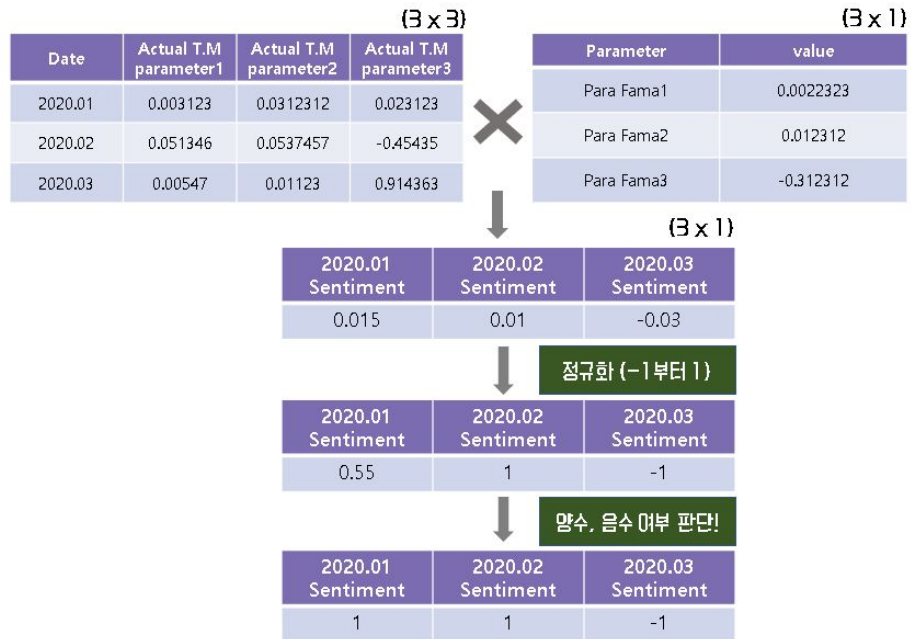 (3 x 3)
Date Actual T.M parameter1 Actual T.M parameter2 Actual T.M parameter3
2020.01 0.003123 0.0312312 0.023123
2020.02 0.051346 0.0537457 -0.45435
2020.03 0.00547 0.01123 0.914363
(3 x 1)
Parameter value
Para Fama1 0.0022323
Para Fama2 0.012312
Para Fama3 -0.312312
(3 x 1)
2020.01 Sentiment 2020.02 Sentiment 2020.03 Sentiment
0.015 0.01 -0.03
정규화 (-1부터 1)
2020.01 Sentiment 2020.02 Sentiment 2020.03 Sentiment
0.55 1 -1
양수, 음수 여부 판단!
2020.01 Sentiment 2020.02 Sentiment 2020.03 Sentiment
1 1 -1